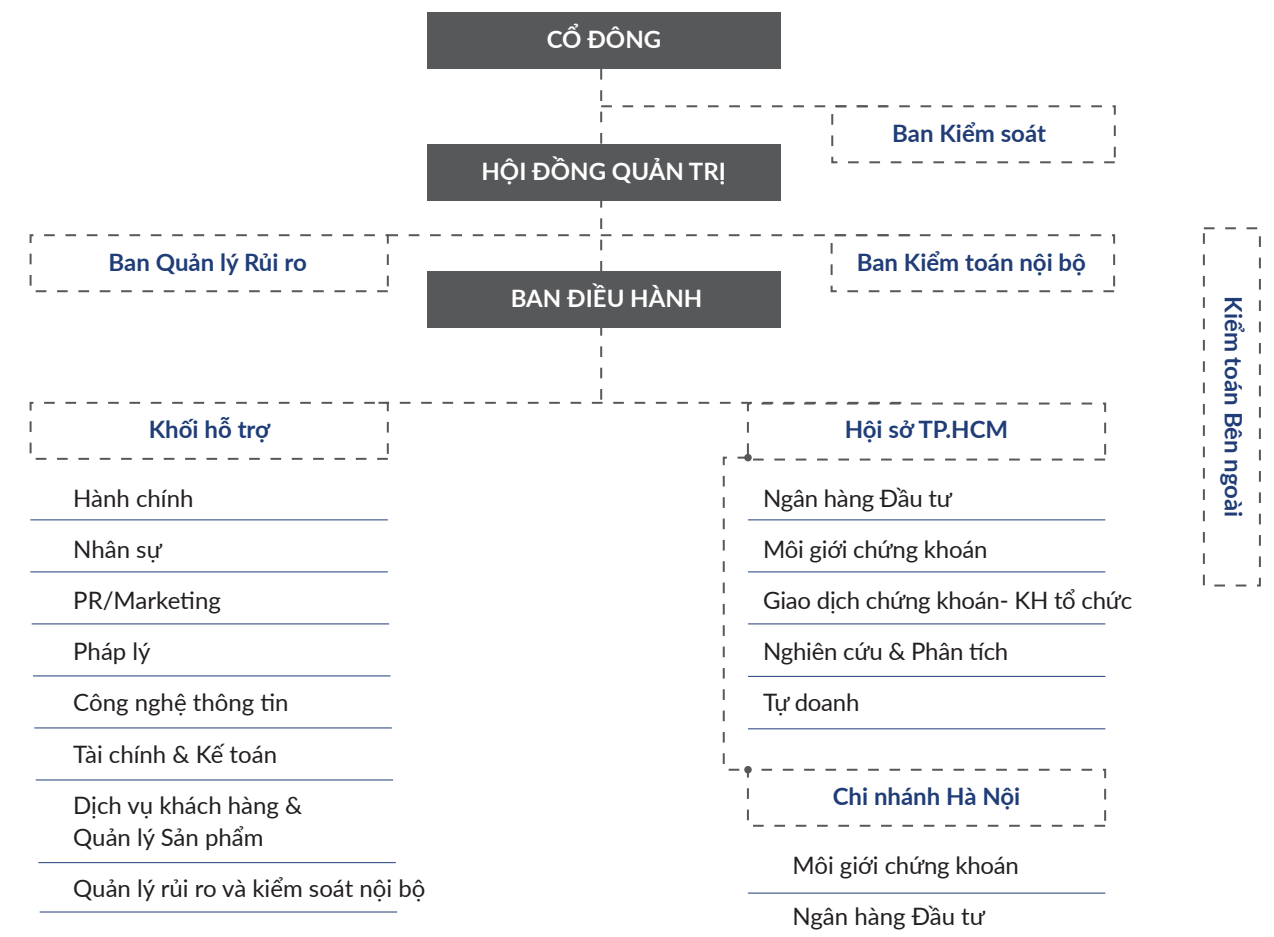 CỔ ĐÔNG
Ban Kiểm soát
HỘI ĐỒNG QUẢN TRỊ
Ban Quản lý Rủi ro
Ban Kiểm toán nội bộ
BAN ĐIỀU HÀNH
Kiểm toán Bên ngoài
Khối hỗ trợ
Hành chính
Nhân sự
PR/Marketing
Pháp lý
Công nghệ thông tin
Tài chính & Kế toán
Dịch vụ khách hàng &
Quản lý Sản phẩm
Quản lý rủi ro và kiểm soát nội bộ
Hội sở TP.HCM
Ngân hàng Đầu tư
Môi giới chứng khoán
Giao dịch chứng khoán- KH tổ chức
Nghiên cứu & Phân tích
Tự doanh
Chi nhánh Hà Nội
Môi giới chứng khoán
Ngân hàng Đầu tư